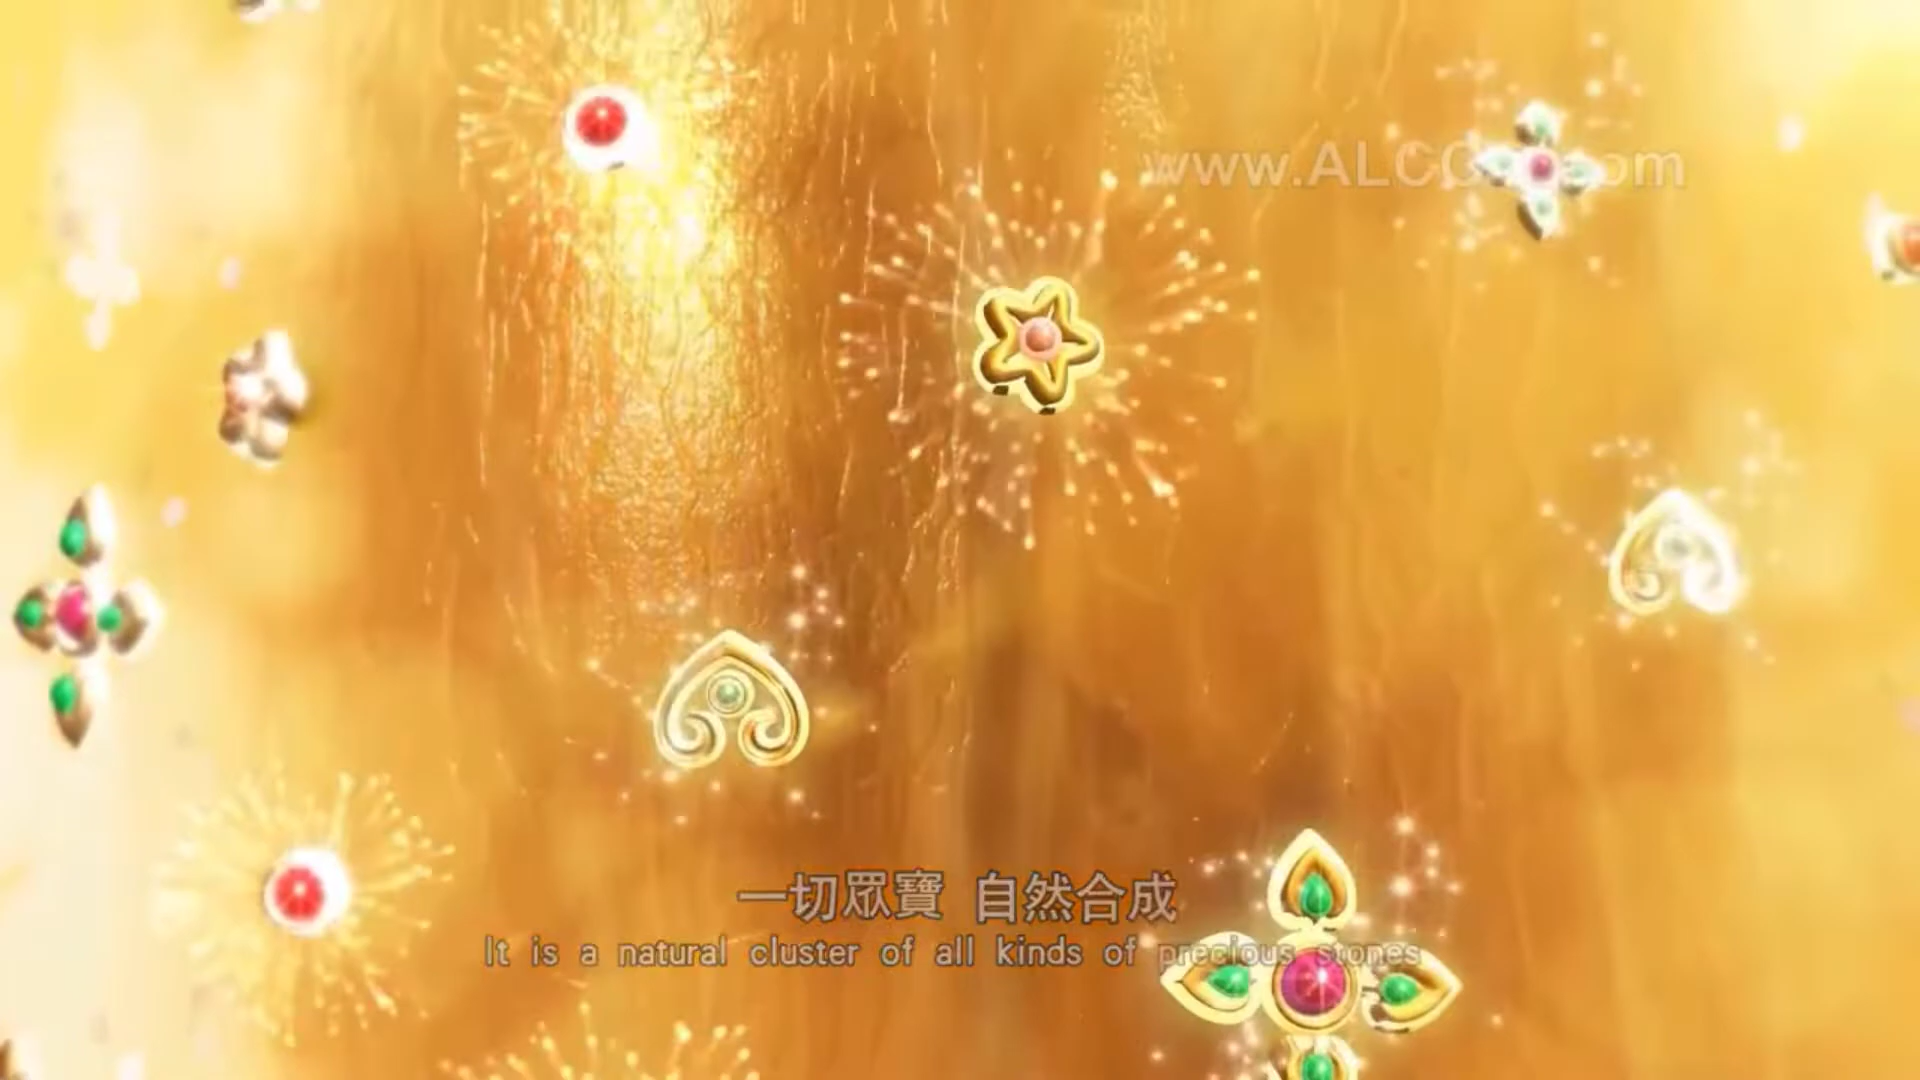 一切眾寶 自然合成
It is a natural cluster of all kinds of precious stones